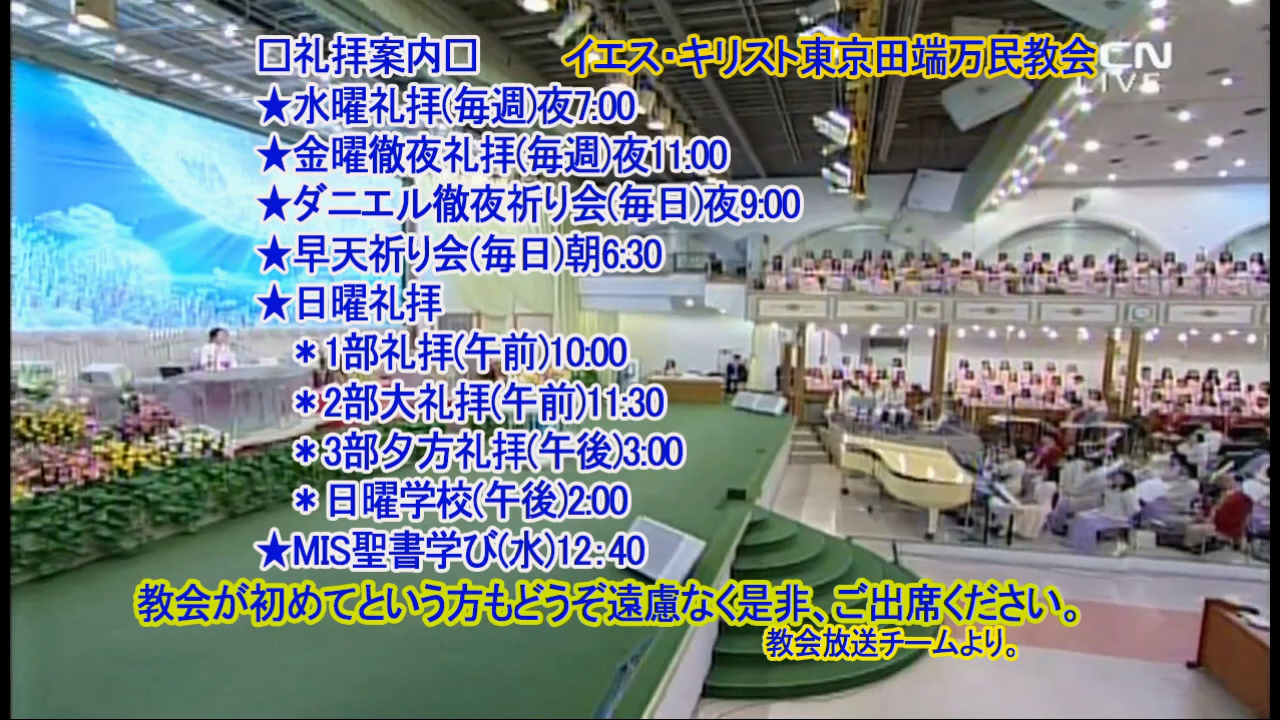 □礼拝案内□ イエス・キリスト東京田端万民教会
CN
LIVE
★水曜礼拝(毎週)夜7:00
★金曜徹夜礼拝(毎週)夜11:00
★ダニエル徹夜祈り会(毎日)夜9:00
★早天祈り会(毎日)朝6:30
★日曜礼拝
＊1部礼拝(午前)10:00
＊2部大礼拝(午前)11:30
＊3部夕方礼拝(午後)3:00
＊日曜学校(午後)2:00
★MIS聖書学び(水)12:40
教会が初めてという方もどうぞ遠慮なく是非、ご出席ください。
教会放送チームより。